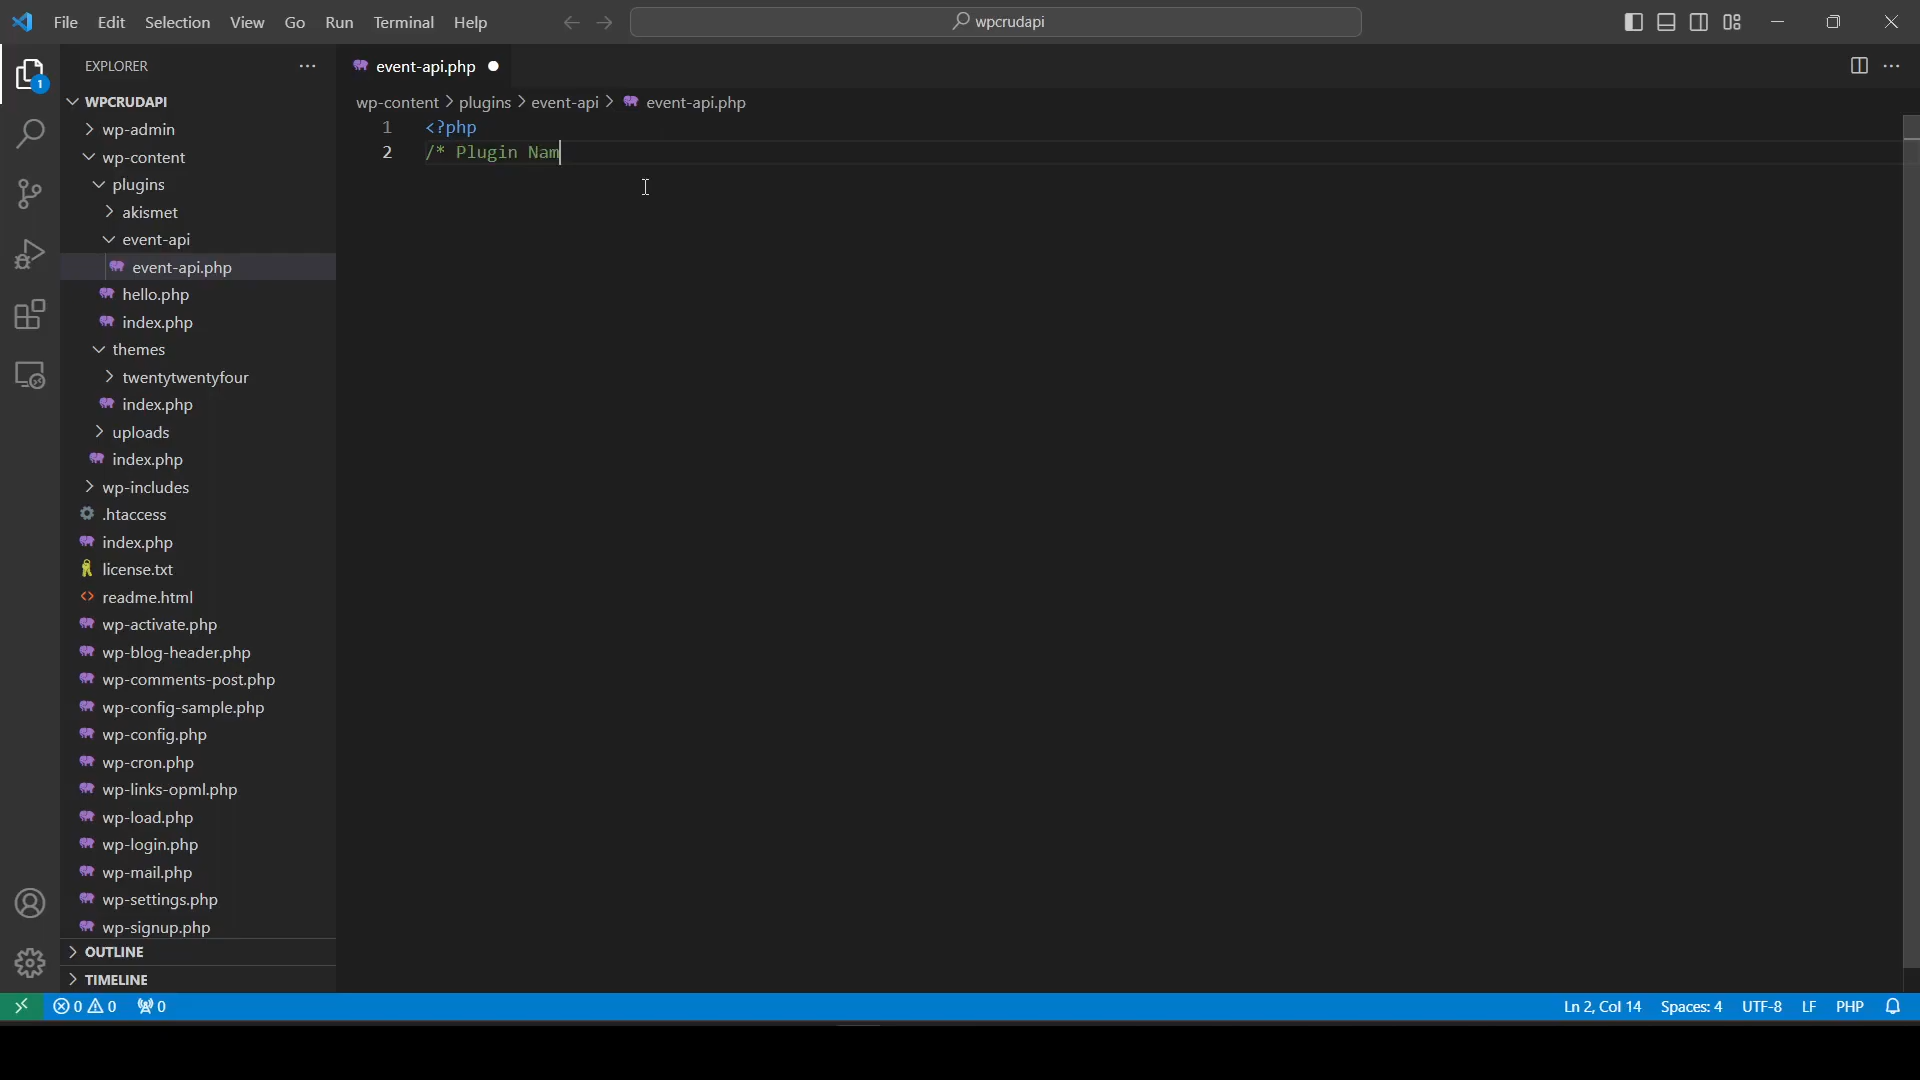 File Edit Selection View Go Run Terminal Help
wpcrudapi
EXPLORER
1
WPCRUDAPI
wp-admin
wp-content
plugins
akismet
event-api
event-api.php
hello.php
index.php
themes
twentytwentyfour
index.php
uploads
index.php
wp-includes
.htaccess
index.php
license.txt
readme.html
wp-activate.php
wp-blog-header.php
wp-comments-post.php
wp-config-sample.php
wp-config.php
wp-cron.php
wp-links-opml.php
wp-load.php
wp-login.php
wp-mail.php
wp-settings.php
wp-signup.php
OUTLINE
TIMELINE
event-api.php
wp-content > plugins > event-api > event-api.php
1 <?php
2 /* Plugin Nam
0 0 0
Ln 2, Col 14 Spaces: 4 UTF-8 LF PHP